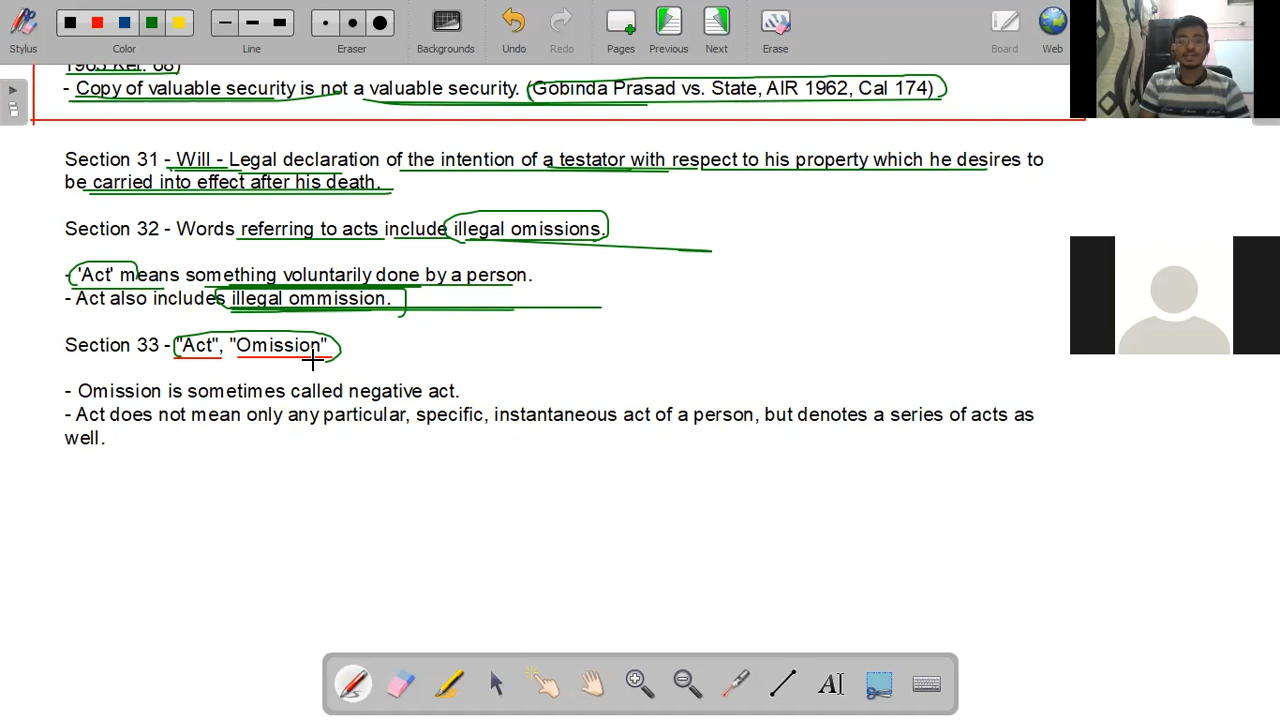 Color
Line
Eraser
Stylus
Backgrounds
Undo
Redo
Pages
Previous
Next
Erase
Board
Web
- Copy of valuable security is not a valuable security. (Gobinda Prasad vs. State, AIR 1962, Cal 174)
Section 31 - Will - Legal declaration of the intention of a testator with respect to his property which he desires to
be carried into effect after his death.
Section 32 - Words referring to acts include illegal omissions.
- 'Act' means something voluntarily done by a person.
- Act also includes illegal ommission.
Section 33 - "Act", "Omission"
- Omission is sometimes called negative act.
- Act does not mean only any particular, specific, instantaneous act of a person, but denotes a series of acts as
well.